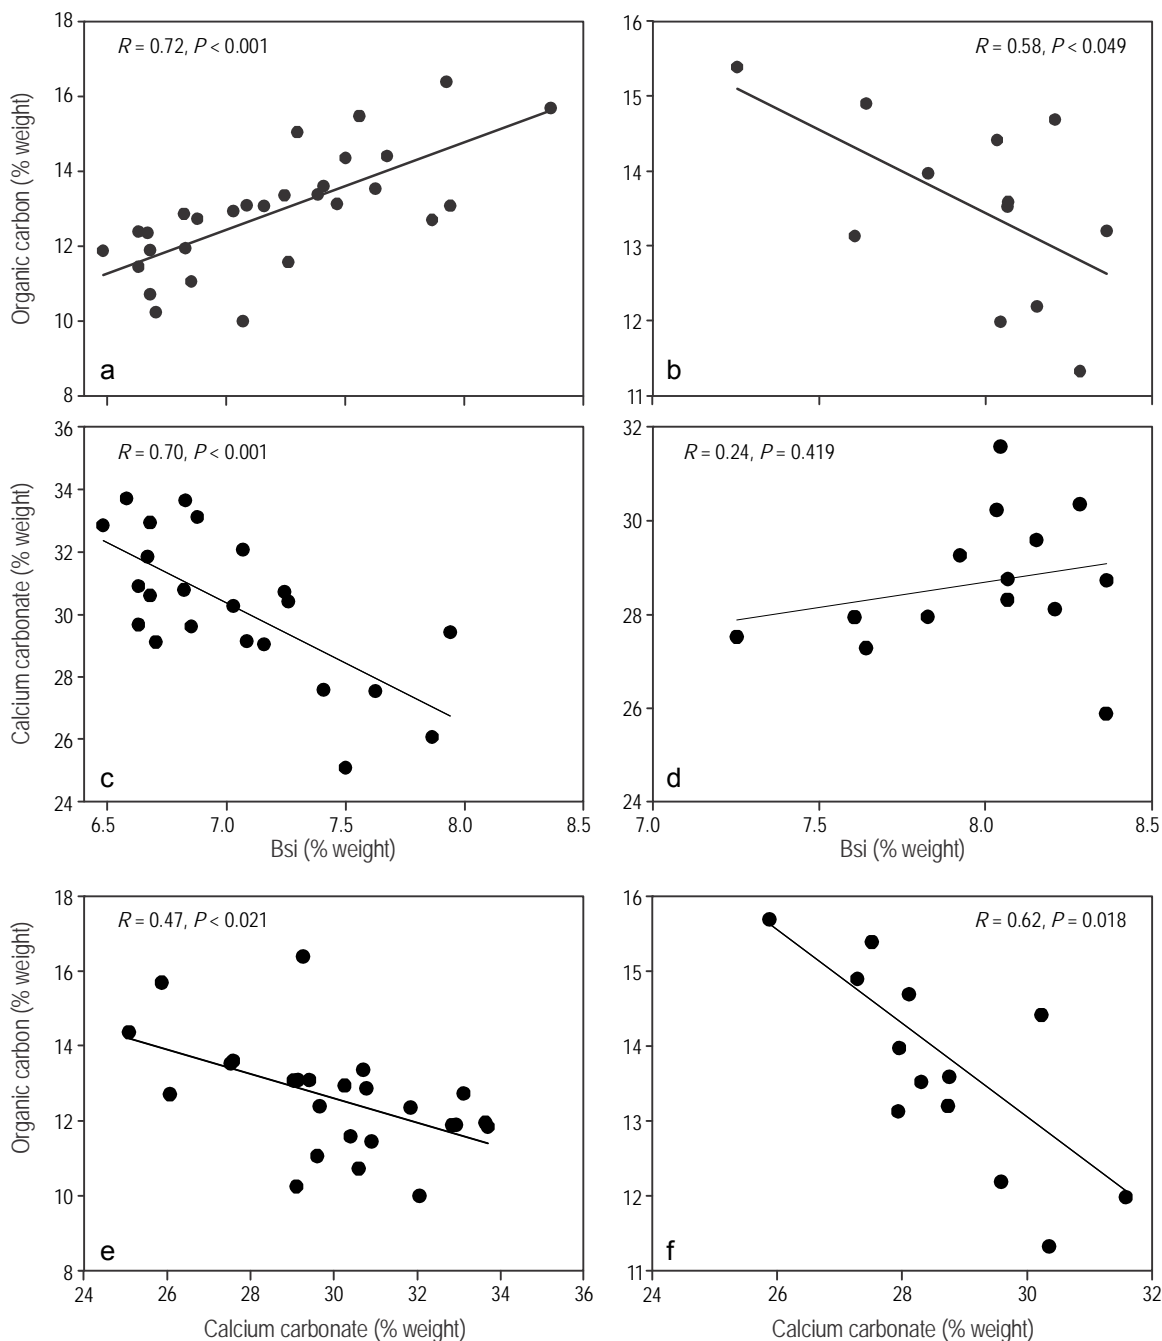 18
16
14
12
10
8
Organic carbon (% weight)
R = 0.72, P < 0.001
a
16
15
14
13
12
11
R = 0.58, P < 0.049
b
36
34
32
30
28
26
24
Calcium carbonate (% weight)
R = 0.70, P < 0.001
c
6.5 7.0 7.5 8.0 8.5
Bsi (% weight)
32
30
28
26
24
R = 0.24, P = 0.419
d
7.0 7.5 8.0 8.5
Bsi (% weight)
18
16
14
12
10
8
Organic carbon (% weight)
R = 0.47, P < 0.021
e
24 26 28 30 32 34 36
Calcium carbonate (% weight)
16
15
14
13
12
11
R = 0.62, P = 0.018
f
24 26 28 30 32
Calcium carbonate (% weight)